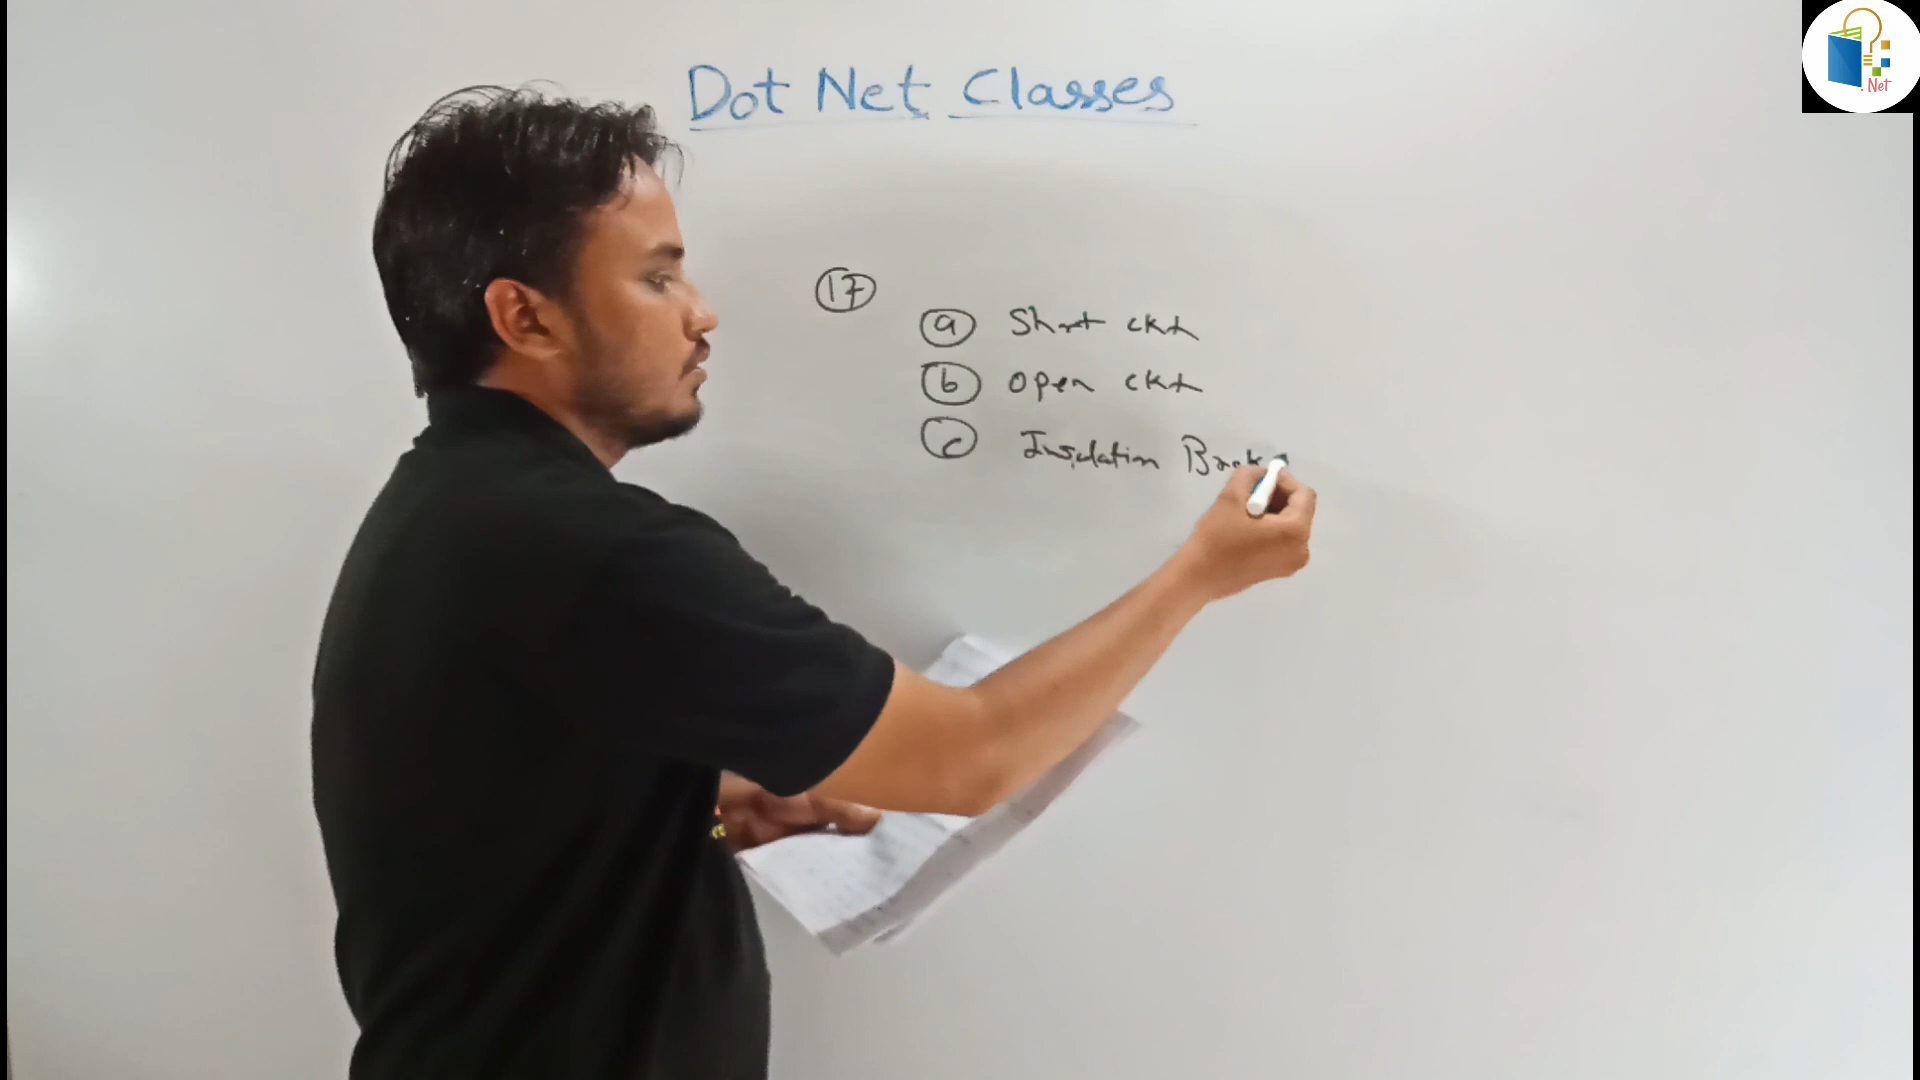 Dot Net Classes
.Net
17
a Short ckt
b open ckt
c Insulation